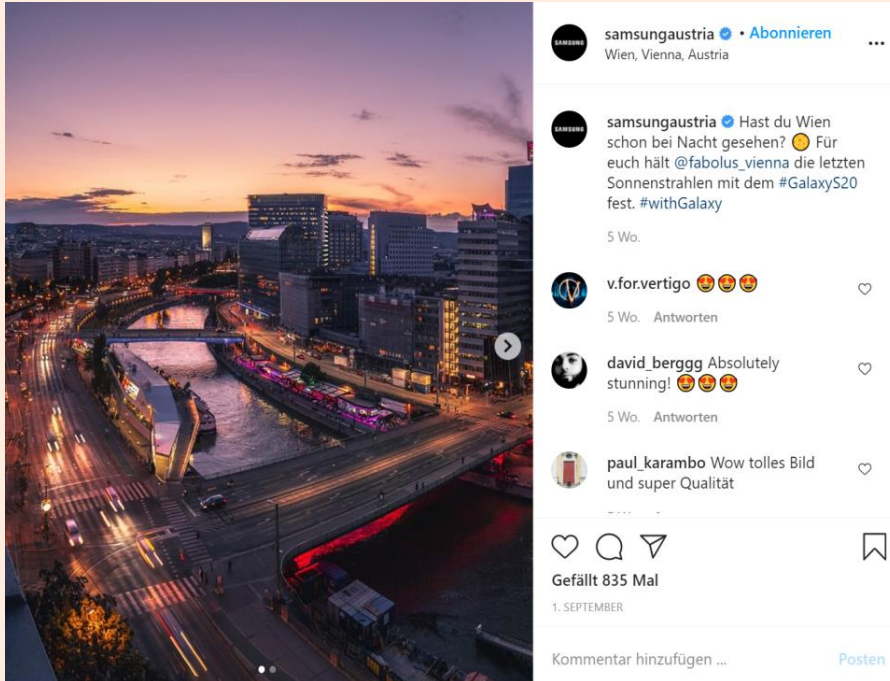 samsungaustria • Abonnieren
Wien, Vienna, Austria
SAMSUNG
SAMSUNG
samsungaustria Hast du Wien
schon bei Nacht gesehen? 🌕 Für
euch hält @fabolus_vienna die letzten
Sonnenstrahlen mit dem #GalaxyS20
fest. #withGalaxy
5 Wo.
v.for.vertigo 😍😍😍
5 Wo. Antworten
david_berggg Absolutely
stunning! 😍😍😍
5 Wo. Antworten
paul_karambo Wow tolles Bild
und super Qualität
Gefällt 835 Mal
1. SEPTEMBER
Kommentar hinzufügen ...
Posten